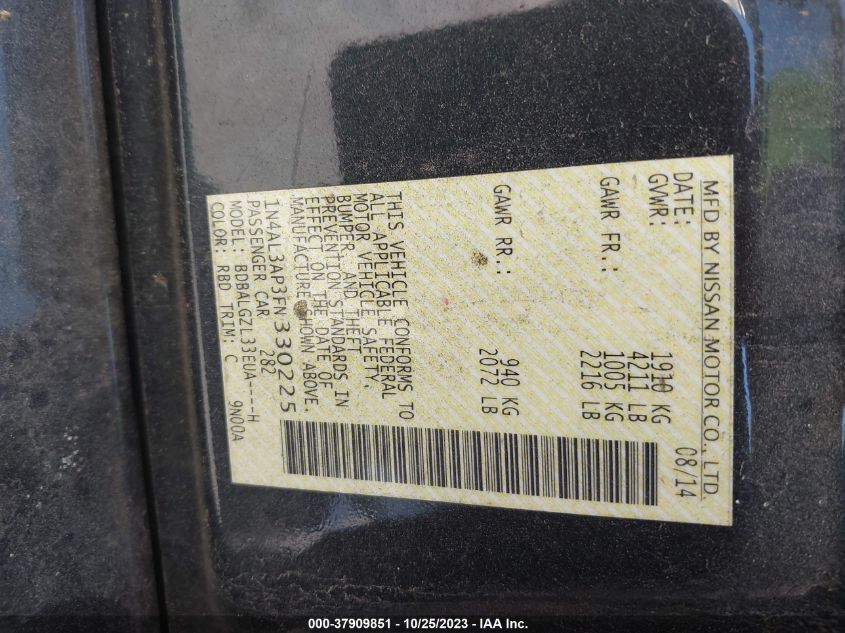 MFD BY NISSAN MOTOR CO., LTD.
DATE: 08/14
GVWR: 1910 KG
4211 LB
GAWR FR.: 1005 KG
2216 LB
GAWR RR.: 940 KG
2072 LB
THIS VEHICLE CONFORMS TO
ALL APPLICABLE FEDERAL
MOTOR VEHICLE SAFETY,
BUMPER, AND THEFT
PREVENTION STANDARDS IN
EFFECT ON THE DATE OF
MANUFACTURE SHOWN ABOVE.
1N4AL3AP3FN330225
PASSENGER CAR 282
MODEL: BDBALGZL33EUA----H
COLOR: RBD TRIM: C 9N00A
000-37909851 / 10/25/2023 - IAA Inc.